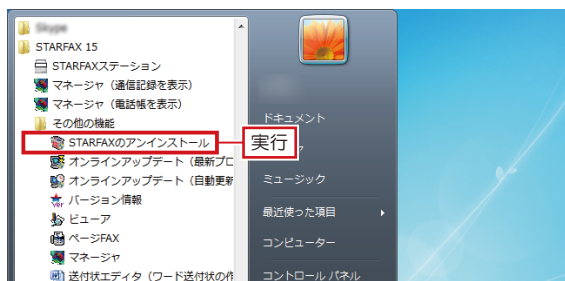 Skype
STARFAX 15
STARFAXステーション
マネージャ（通信記録を表示）
マネージャ（電話帳を表示）
その他の機能
STARFAXのアンインストール
実行
オンラインアップデート（最新プロ
オンラインアップデート（自動更新
バージョン情報
ビューア
ページFAX
マネージャ
送付状エディタ（ワード送付状の作
ドキュメント
ャ
ミュージック
最近使った項目
コンピューター
コントロール パネル